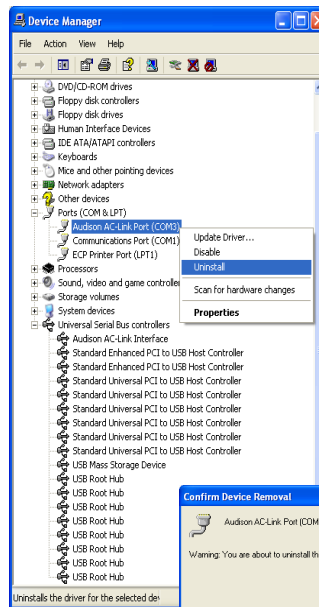 Device Manager
File Action View Help
DVD/CD-ROM drives
Floppy disk controllers
Floppy disk drives
Human Interface Devices
IDE ATA/ATAPI controllers
Keyboards
Mice and other pointing devices
Network adapters
Other devices
Ports (COM & LPT)
Audison AC-Link Port (COM3)
Communications Port (COM1)
ECP Printer Port (LPT1)
Processors
Sound, video and game controlle
Storage volumes
System devices
Universal Serial Bus controllers
Audison AC-Link Interface
Standard Enhanced PCI to USB Host Controller
Standard Enhanced PCI to USB Host Controller
Standard Universal PCI to USB Host Controller
Standard Universal PCI to USB Host Controller
Standard Universal PCI to USB Host Controller
Standard Universal PCI to USB Host Controller
Standard Universal PCI to USB Host Controller
Standard Universal PCI to USB Host Controller
USB Mass Storage Device
USB Root Hub
USB Root Hub
USB Root Hub
USB Root Hub
USB Root Hub
USB Root Hub
USB Root Hub
USB Root Hub
Update Driver...
Disable
Uninstall
Scan for hardware changes
Properties
Confirm Device Removal
Audison AC-Link Port (COM
Warning: You are about to uninstall th
Uninstalls the driver for the selected de